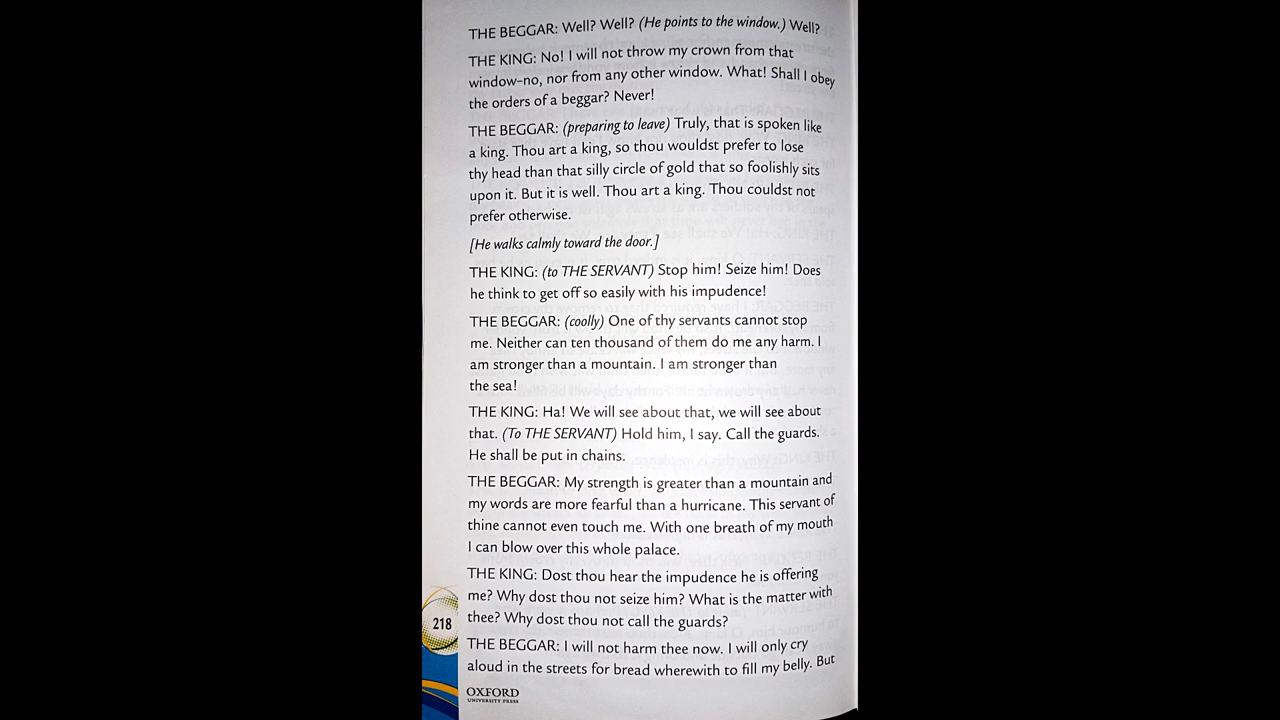 THE BEGGAR: Well? Well? (He points to the window.) Well?
THE KING: No! I will not throw my crown from that
window–no, nor from any other window. What! Shall I obey
the orders of a beggar? Never!
THE BEGGAR: (preparing to leave) Truly, that is spoken like
a king. Thou art a king, so thou wouldst prefer to lose
thy head than that silly circle of gold that so foolishly sits
upon it. But it is well. Thou art a king. Thou couldst not
prefer otherwise.
[He walks calmly toward the door.]
THE KING: (to THE SERVANT) Stop him! Seize him! Does
he think to get off so easily with his impudence!
THE BEGGAR: (coolly) One of thy servants cannot stop
me. Neither can ten thousand of them do me any harm. I
am stronger than a mountain. I am stronger than
the sea!
THE KING: Ha! We will see about that, we will see about
that. (To THE SERVANT) Hold him, I say. Call the guards.
He shall be put in chains.
THE BEGGAR: My strength is greater than a mountain and
my words are more fearful than a hurricane. This servant of
thine cannot even touch me. With one breath of my mouth
I can blow over this whole palace.
THE KING: Dost thou hear the impudence he is offering
me? Why dost thou not seize him? What is the matter with
thee? Why dost thou not call the guards?
THE BEGGAR: I will not harm thee now. I will only cry
aloud in the streets for bread wherewith to fill my belly. But
218
OXFORD
UNIVERSITY PRESS